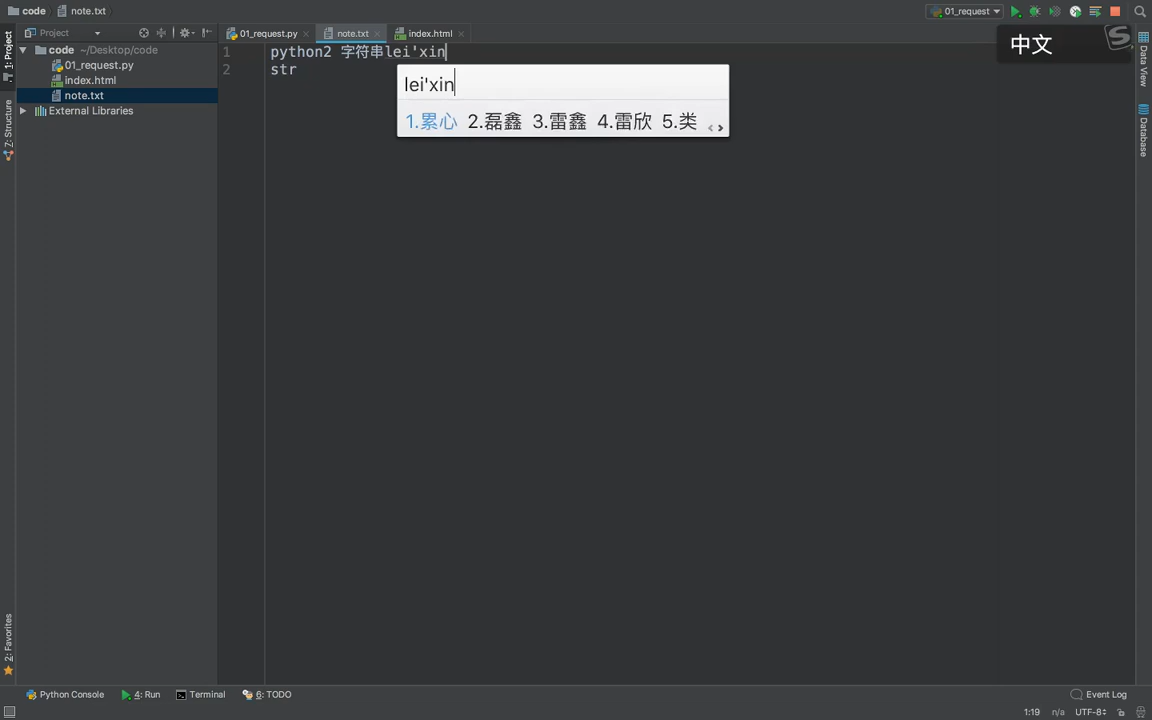 code note.txt
01_request
Project
01_request.py note.txt index.html
中文
1: Project
Z: Structure
2: Favorites
code ~/Desktop/code
01_request.py
index.html
note.txt
External Libraries
1 python2 字符串lei'xin
2 str
lei'xin
1.累心 2.磊鑫 3.雷鑫 4.雷欣 5.类
Data View
Database
Python Console 4: Run Terminal 6: TODO Event Log
1:19 n/a UTF-8